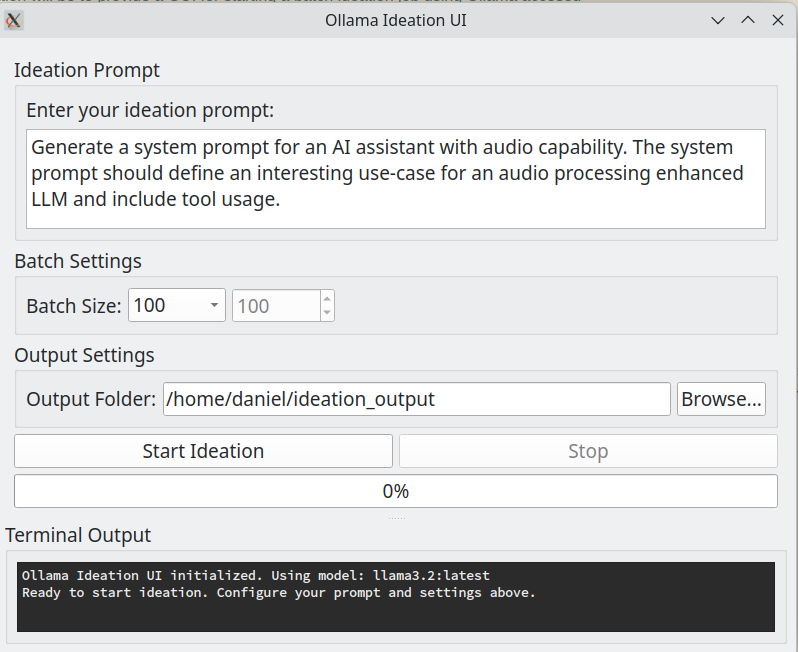 Ollama Ideation UI
Ideation Prompt
Enter your ideation prompt:
Generate a system prompt for an AI assistant with audio capability. The system
prompt should define an interesting use-case for an audio processing enhanced
LLM and include tool usage.
Batch Settings
Batch Size: 100 100
Output Settings
Output Folder: /home/daniel/ideation_output Browse...
Start Ideation Stop
0%
Terminal Output
Ollama Ideation UI initialized. Using model: llama3.2:latest
Ready to start ideation. Configure your prompt and settings above.